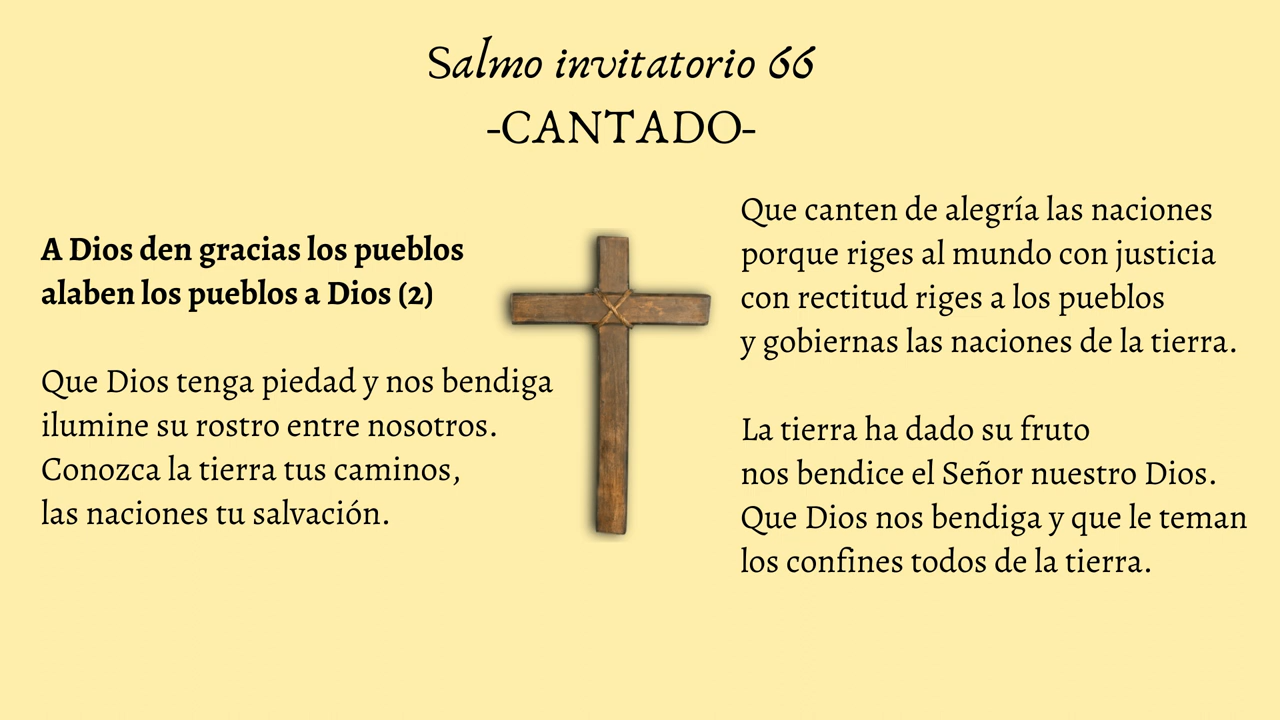 Salmo invitatorio 66
-CANTADO-
A Dios den gracias los pueblos
alaben los pueblos a Dios (2)
Que Dios tenga piedad y nos bendiga
ilumine su rostro entre nosotros.
Conozca la tierra tus caminos,
las naciones tu salvación.
Que canten de alegría las naciones
porque riges al mundo con justicia
con rectitud riges a los pueblos
y gobiernas las naciones de la tierra.
La tierra ha dado su fruto
nos bendice el Señor nuestro Dios.
Que Dios nos bendiga y que le teman
los confines todos de la tierra.